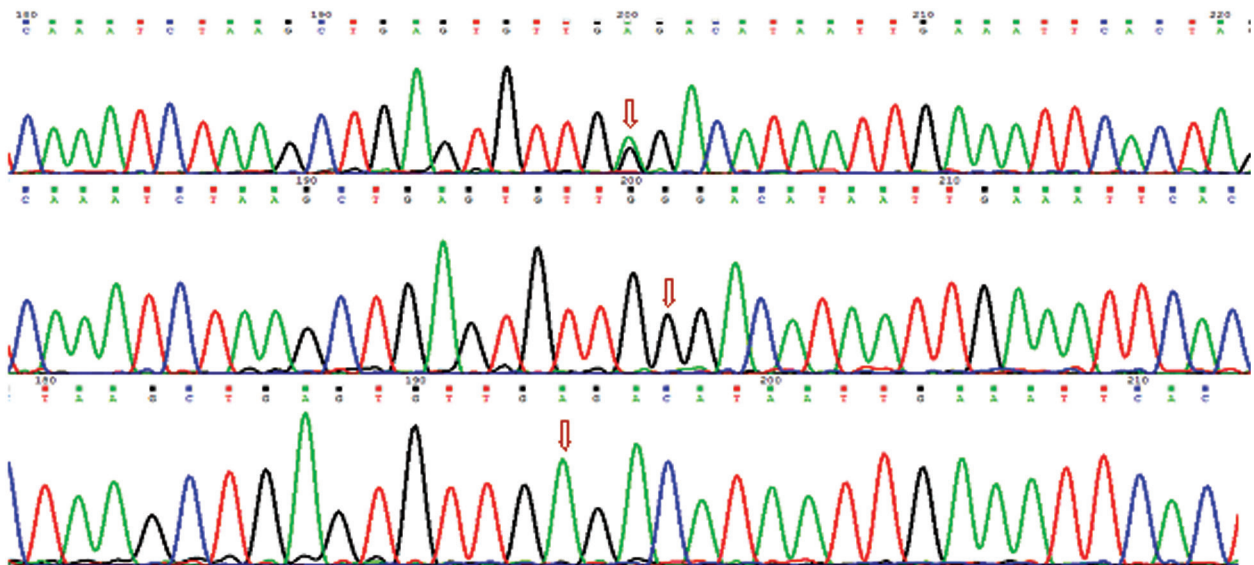 180 190 200 210 220
C A A A T C T A A G C T G A G T G T T G A G A C A T A A T T G A A A T T C A C T A
190 200 210
C A A A T C T A A G C T G A G T G T T G G G A C A T A A T T G A A A T T C A C
180 190 200 210
T A A G C T G A G T G T T G A G A C A T A A T T G A A A T T C A C